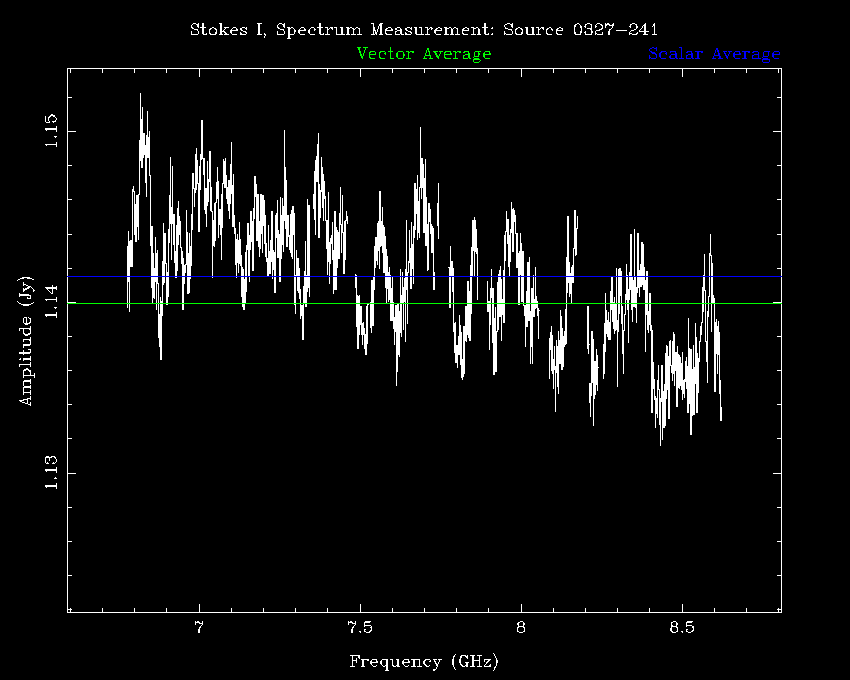 Stokes I, Spectrum Measurement: Source 0327-241
Vector Average Scalar Average
1.15
1.14
1.13
Amplitude (Jy)
7 7.5 8 8.5
Frequency (GHz)